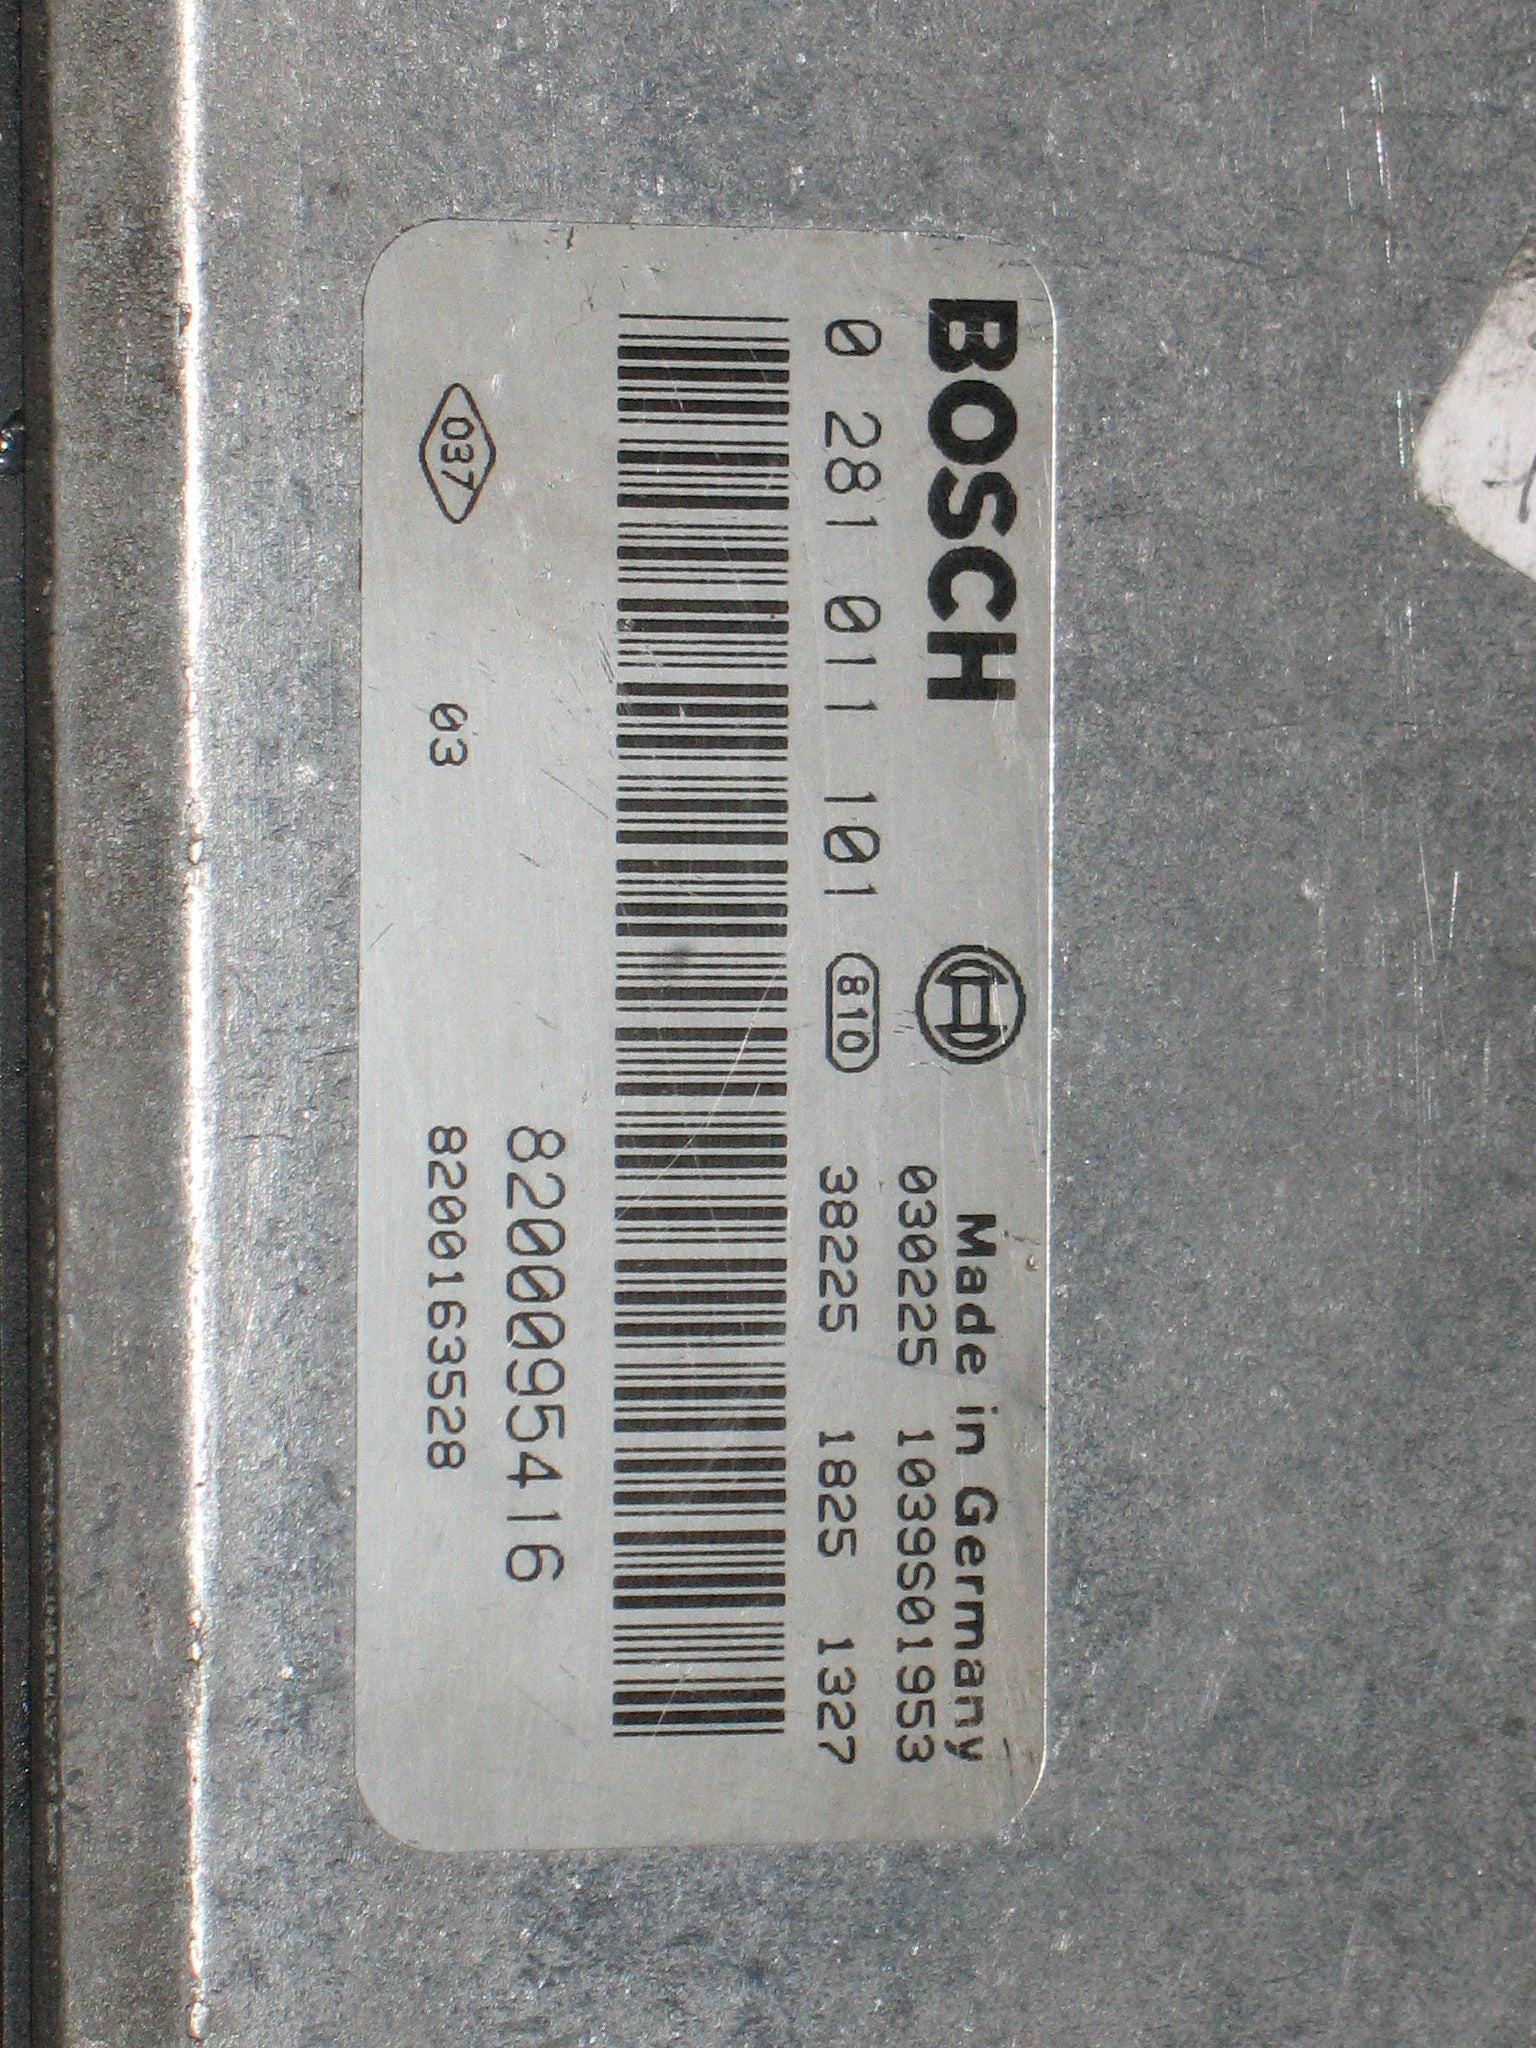 BOSCH
Made in Germany
030225 1039S01953
0 281 011 101 810 38225 1825 1327
8200095416
037 03 8200163528